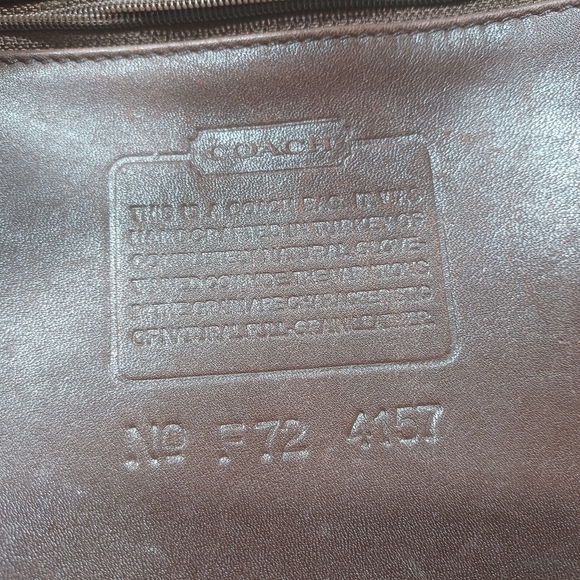 COACH
THIS IS A COACH BAG. IT WAS
HANDCRAFTED IN TURKEY OF
COMPLETELY NATURAL GLOVE-
TANNED COWHIDE. THE VARIATIONS
IN THE GRAIN ARE CHARACTERISTIC
OF NATURAL FULL-GRAIN LEATHER.
No F72 4157